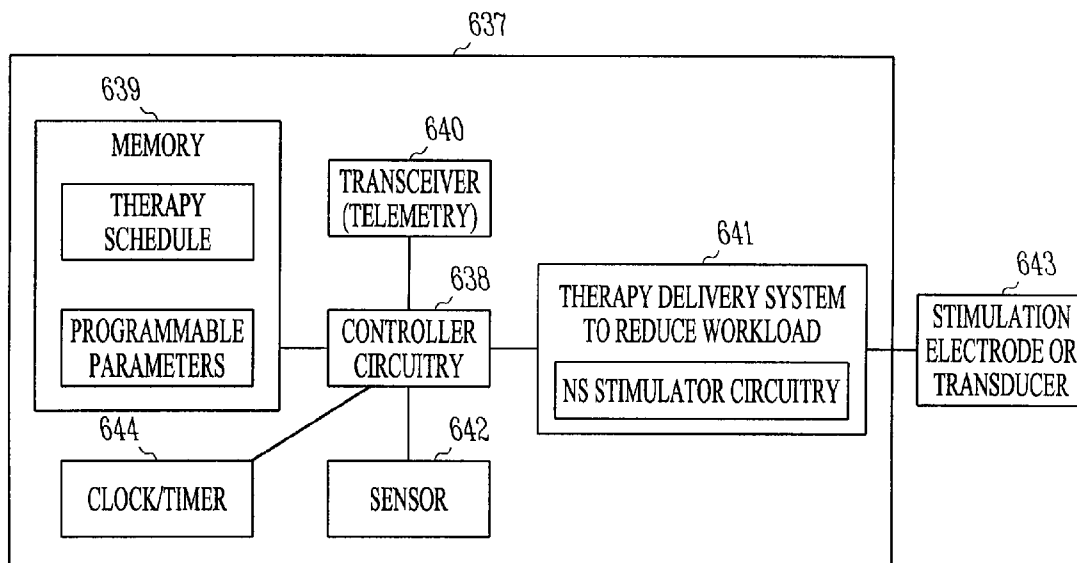 637
639
MEMORY
THERAPY
SCHEDULE
PROGRAMMABLE
PARAMETERS
640
TRANSCEIVER
(TELEMETRY)
638
CONTROLLER
CIRCUITRY
641
THERAPY DELIVERY SYSTEM
TO REDUCE WORKLOAD
NS STIMULATOR CIRCUITRY
643
STIMULATION
ELECTRODE OR
TRANSDUCER
644
CLOCK/TIMER
642
SENSOR